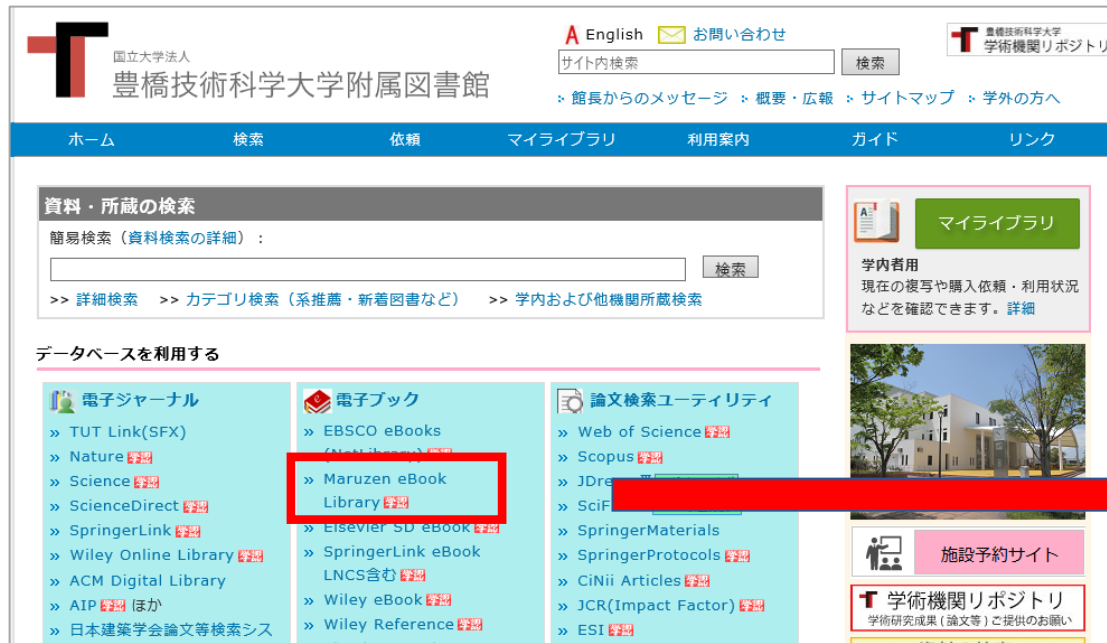 国立大学法人
豊橋技術科学大学附属図書館
A English お問い合わせ
サイト内検索 検索
豊橋技術科学大学
学術機関リポジトリ
館長からのメッセージ 概要・広報 サイトマップ 学外の方へ
ホーム 検索 依頼 マイライブラリ 利用案内 ガイド リンク
資料・所蔵の検索
簡易検索（資料検索の詳細）：
検索
>> 詳細検索 >> カテゴリ検索（系推薦・新着図書など） >> 学内および他機関所蔵検索
マイライブラリ
学内者用
現在の複写や購入依頼・利用状況
などを確認できます。詳細
データベースを利用する
電子ジャーナル
» TUT Link(SFX)
» Nature 学認
» Science 学認
» ScienceDirect 学認
» SpringerLink 学認
» Wiley Online Library 学認
» ACM Digital Library
» AIP 学認 ほか
» 日本建築学会論文等検索シス
電子ブック
» EBSCO eBooks
(NetLibrary) 学認
» Maruzen eBook
Library 学認
» Elsevier SD eBook 学認
» SpringerLink eBook
LNCS含む 学認
» Wiley eBook 学認
» Wiley Reference 学認
論文検索ユーティリティ
» Web of Science 学認
» Scopus 学認
» JDre
» SciF
» SpringerMaterials
» SpringerProtocols 学認
» CiNii Articles 学認
» JCR(Impact Factor) 学認
» ESI 学認
施設予約サイト
学術機関リポジトリ
学術研究成果(論文等)ご提供のお願い